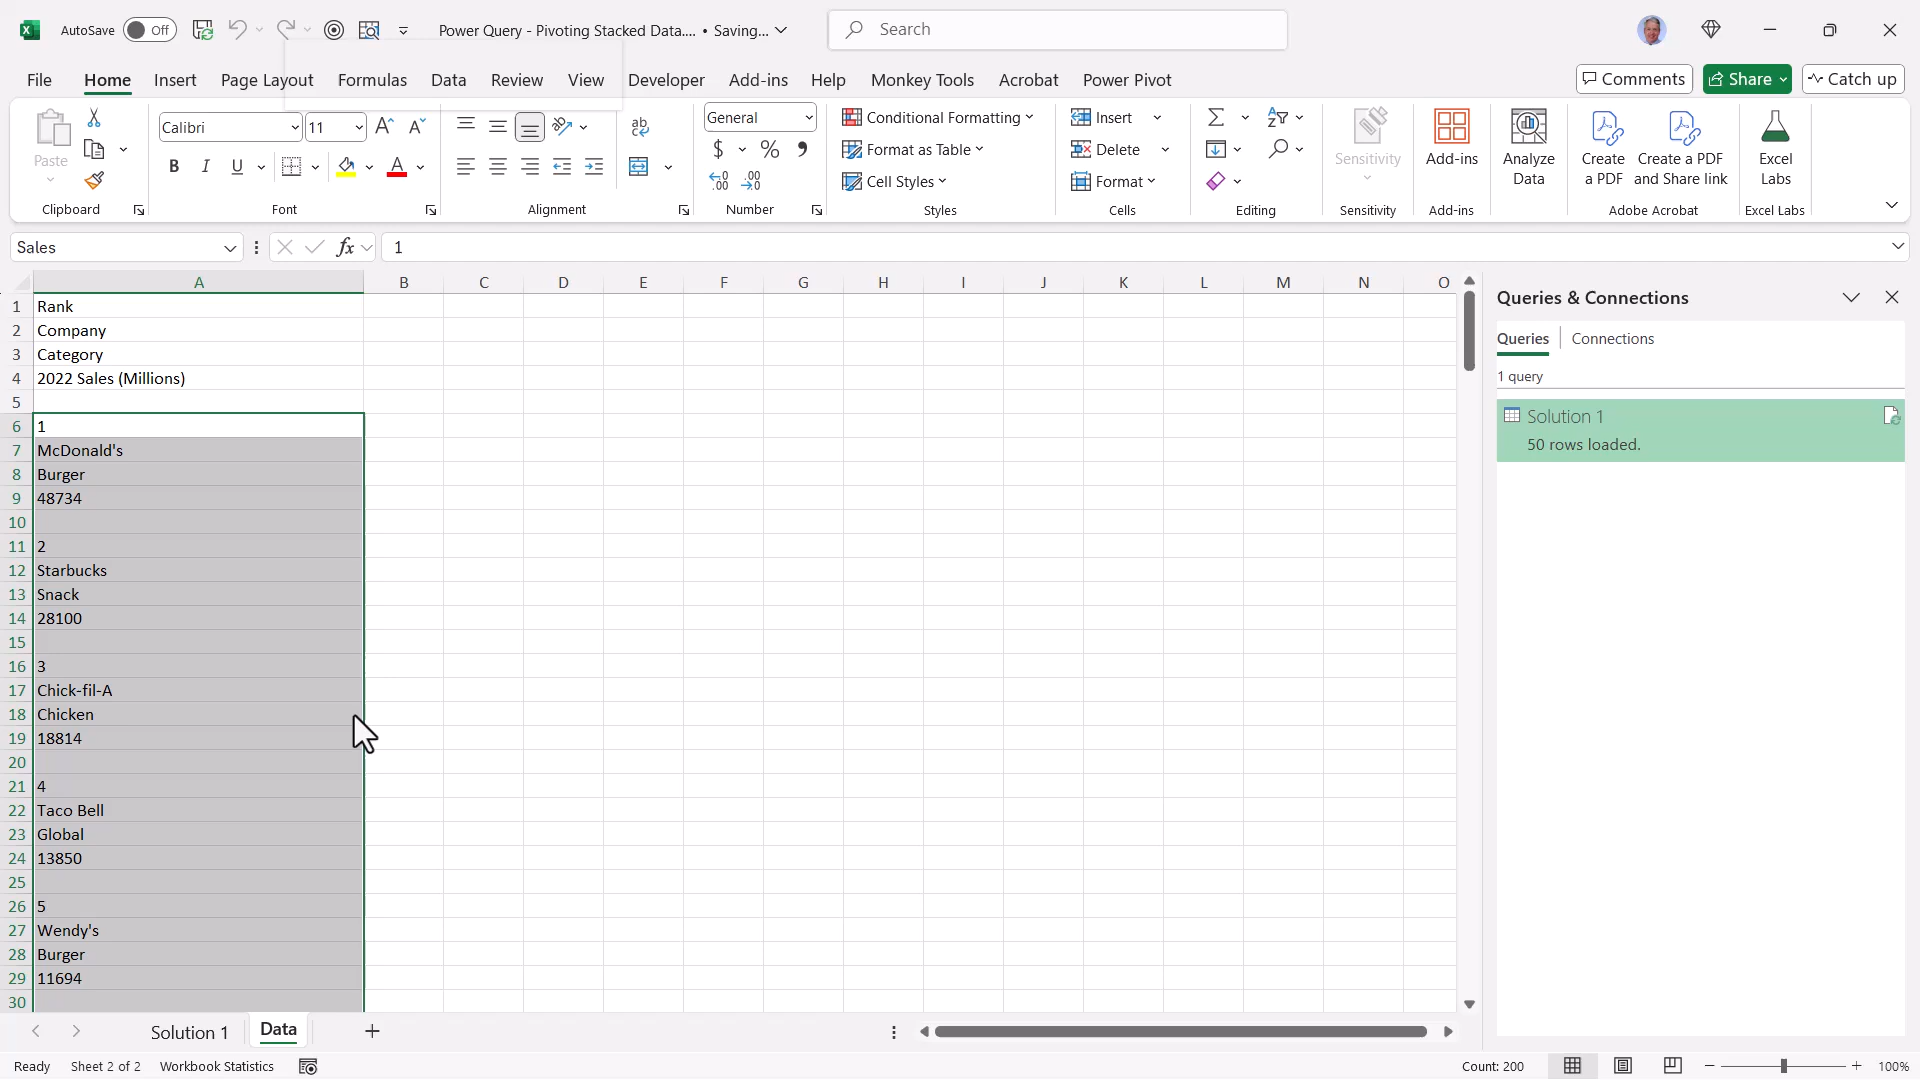 AutoSave Off Power Query - Pivoting Stacked Data.... • Saving... Search
File Home Insert Page Layout Formulas Data Review View Developer Add-ins Help Monkey Tools Acrobat Power Pivot Comments Share Catch up
Paste
Clipboard
Calibri 11
B I U A
Font
ab
Alignment
General
$ % ,
Number
Conditional Formatting
Format as Table
Cell Styles
Styles
Insert
Delete
Format
Cells
Editing
Sensitivity
Sensitivity
Add-ins
Add-ins
Analyze
Data
Create
a PDF
Create a PDF
and Share link
Adobe Acrobat
Excel
Labs
Excel Labs
Sales fx 1
A B C D E F G H I J K L M N O
1 Rank
2 Company
3 Category
4 2022 Sales (Millions)
5
6 1
7 McDonald's
8 Burger
9 48734
10
11 2
12 Starbucks
13 Snack
14 28100
15
16 3
17 Chick-fil-A
18 Chicken
19 18814
20
21 4
22 Taco Bell
23 Global
24 13850
25
26 5
27 Wendy's
28 Burger
29 11694
30
Queries & Connections
Queries Connections
1 query
Solution 1
50 rows loaded.
Solution 1 Data
Ready Sheet 2 of 2 Workbook Statistics Count: 200 100%